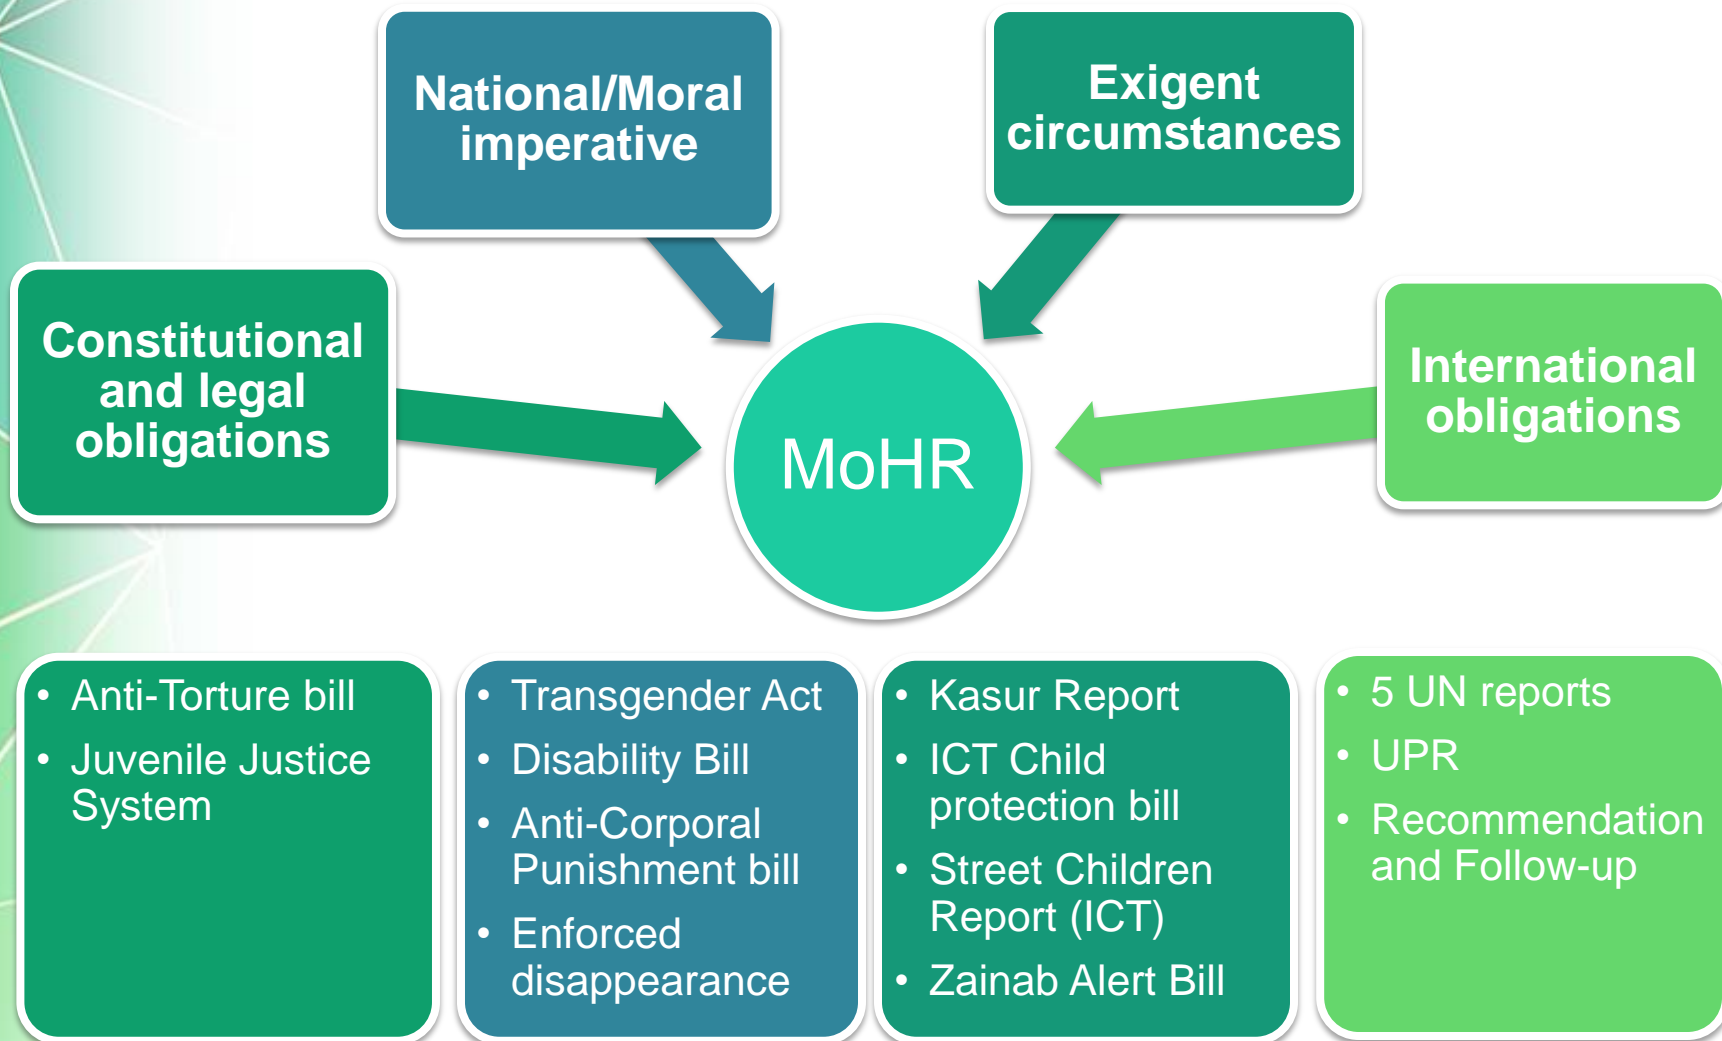 National/Moral
imperative
Exigent
circumstances
Constitutional
and legal
obligations
International
obligations
MoHR
• Anti-Torture bill
• Juvenile Justice
System
• Transgender Act
• Disability Bill
• Anti-Corporal
Punishment bill
• Enforced
disappearance
• Kasur Report
• ICT Child
protection bill
• Street Children
Report (ICT)
• Zainab Alert Bill
• 5 UN reports
• UPR
• Recommendation
and Follow-up